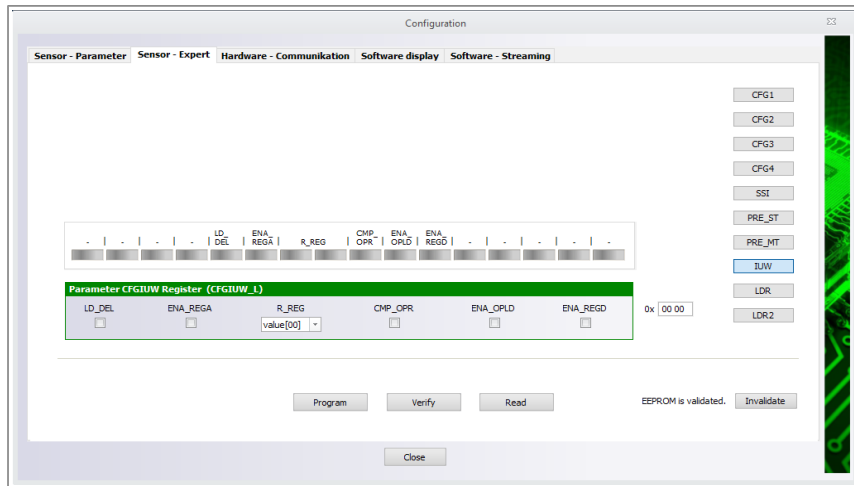 Configuration
Sensor - Parameter Sensor - Expert Hardware - Communikation Software display Software - Streaming
CFG1
CFG2
CFG3
CFG4
SSI
PRE_ST
PRE_MT
IUW
LDR
LDR2
- | - | - | - | LD_ DEL | ENA_ REGA | R_REG | CMP_ OPR | ENA_ OPLD | ENA_ REGD | - | - | - | - | -
Parameter CFGIUW Register (CFGIUW_L)
LD_DEL ENA_REGA R_REG CMP_OPR ENA_OPLD ENA_REGD
value[00]
0x 00 00
Program Verify Read
EEPROM is validated. Invalidate
Close